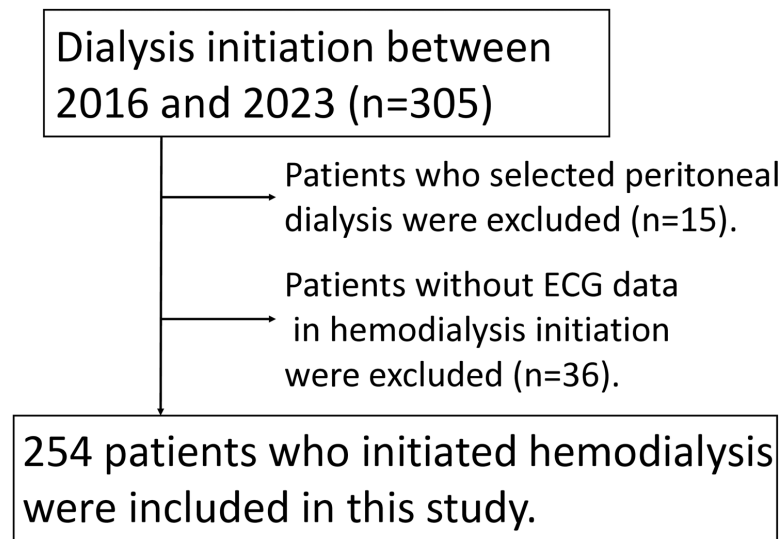 Dialysis initiation between
2016 and 2023 (n=305)
Patients who selected peritoneal
dialysis were excluded (n=15).
Patients without ECG data
in hemodialysis initiation
were excluded (n=36).
254 patients who initiated hemodialysis
were included in this study.